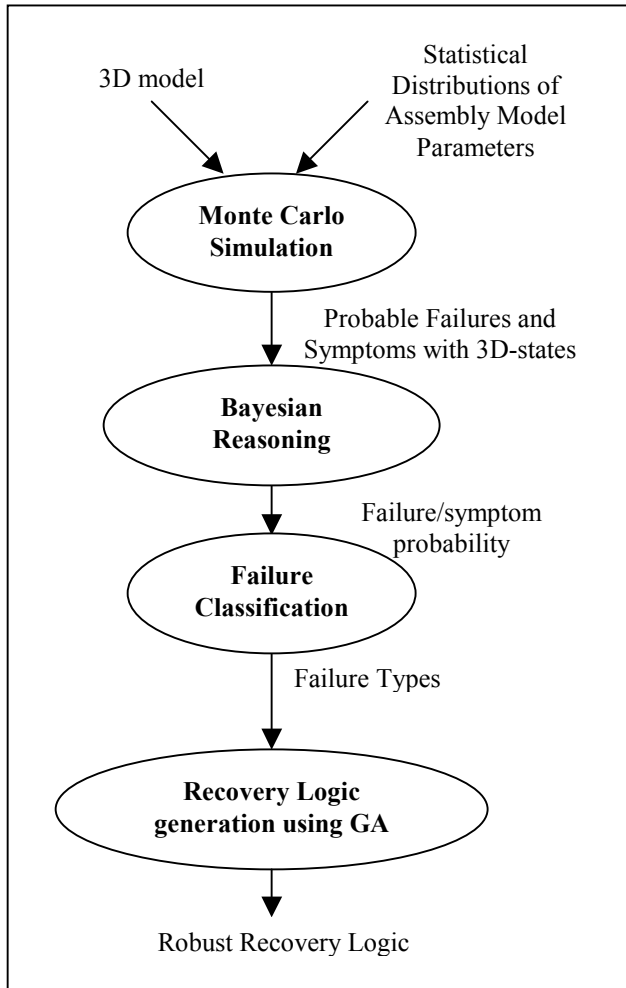 3D model
Statistical
Distributions of
Assembly Model
Parameters
Monte Carlo
Simulation
Probable Failures and
Symptoms with 3D-states
Bayesian
Reasoning
Failure/symptom
probability
Failure
Classification
Failure Types
Recovery Logic
generation using GA
Robust Recovery Logic